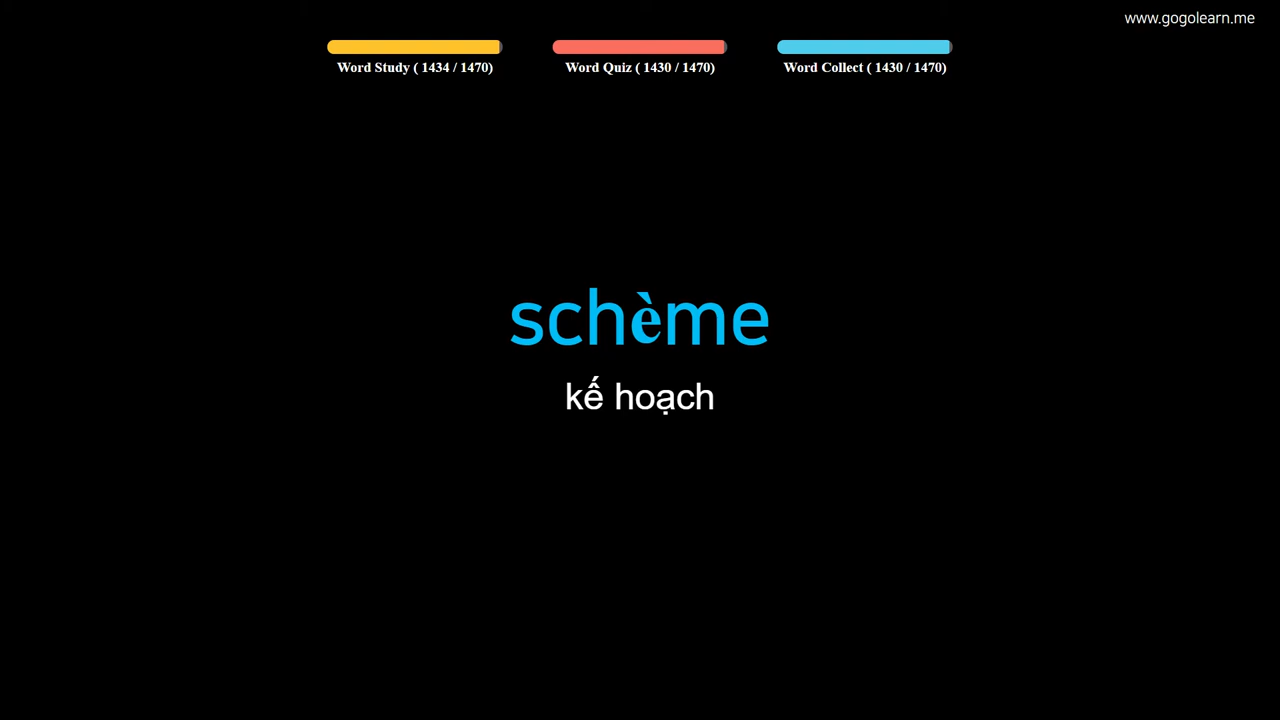 www.gogolearn.me
Word Study ( 1434 / 1470)
Word Quiz ( 1430 / 1470)
Word Collect ( 1430 / 1470)
schème
kế hoạch